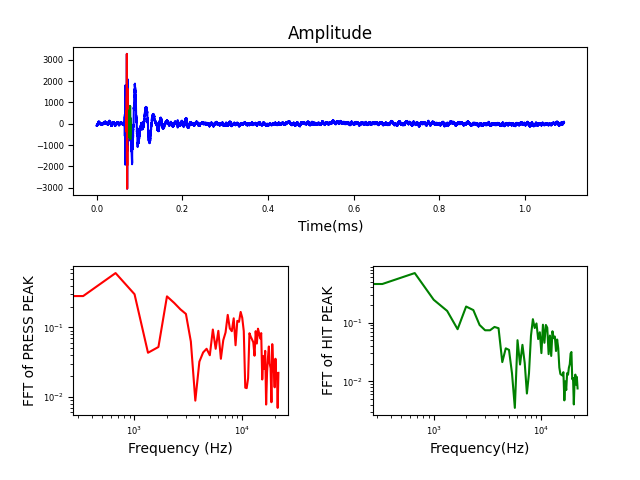 Amplitude
3000
2000
1000
0
−1000
−2000
−3000
0.0 0.2 0.4 0.6 0.8 1.0
Time(ms)
FFT of PRESS PEAK
10⁻¹
10⁻²
10³ 10⁴
Frequency (Hz)
FFT of HIT PEAK
10⁻¹
10⁻²
10³ 10⁴
Frequency(Hz)